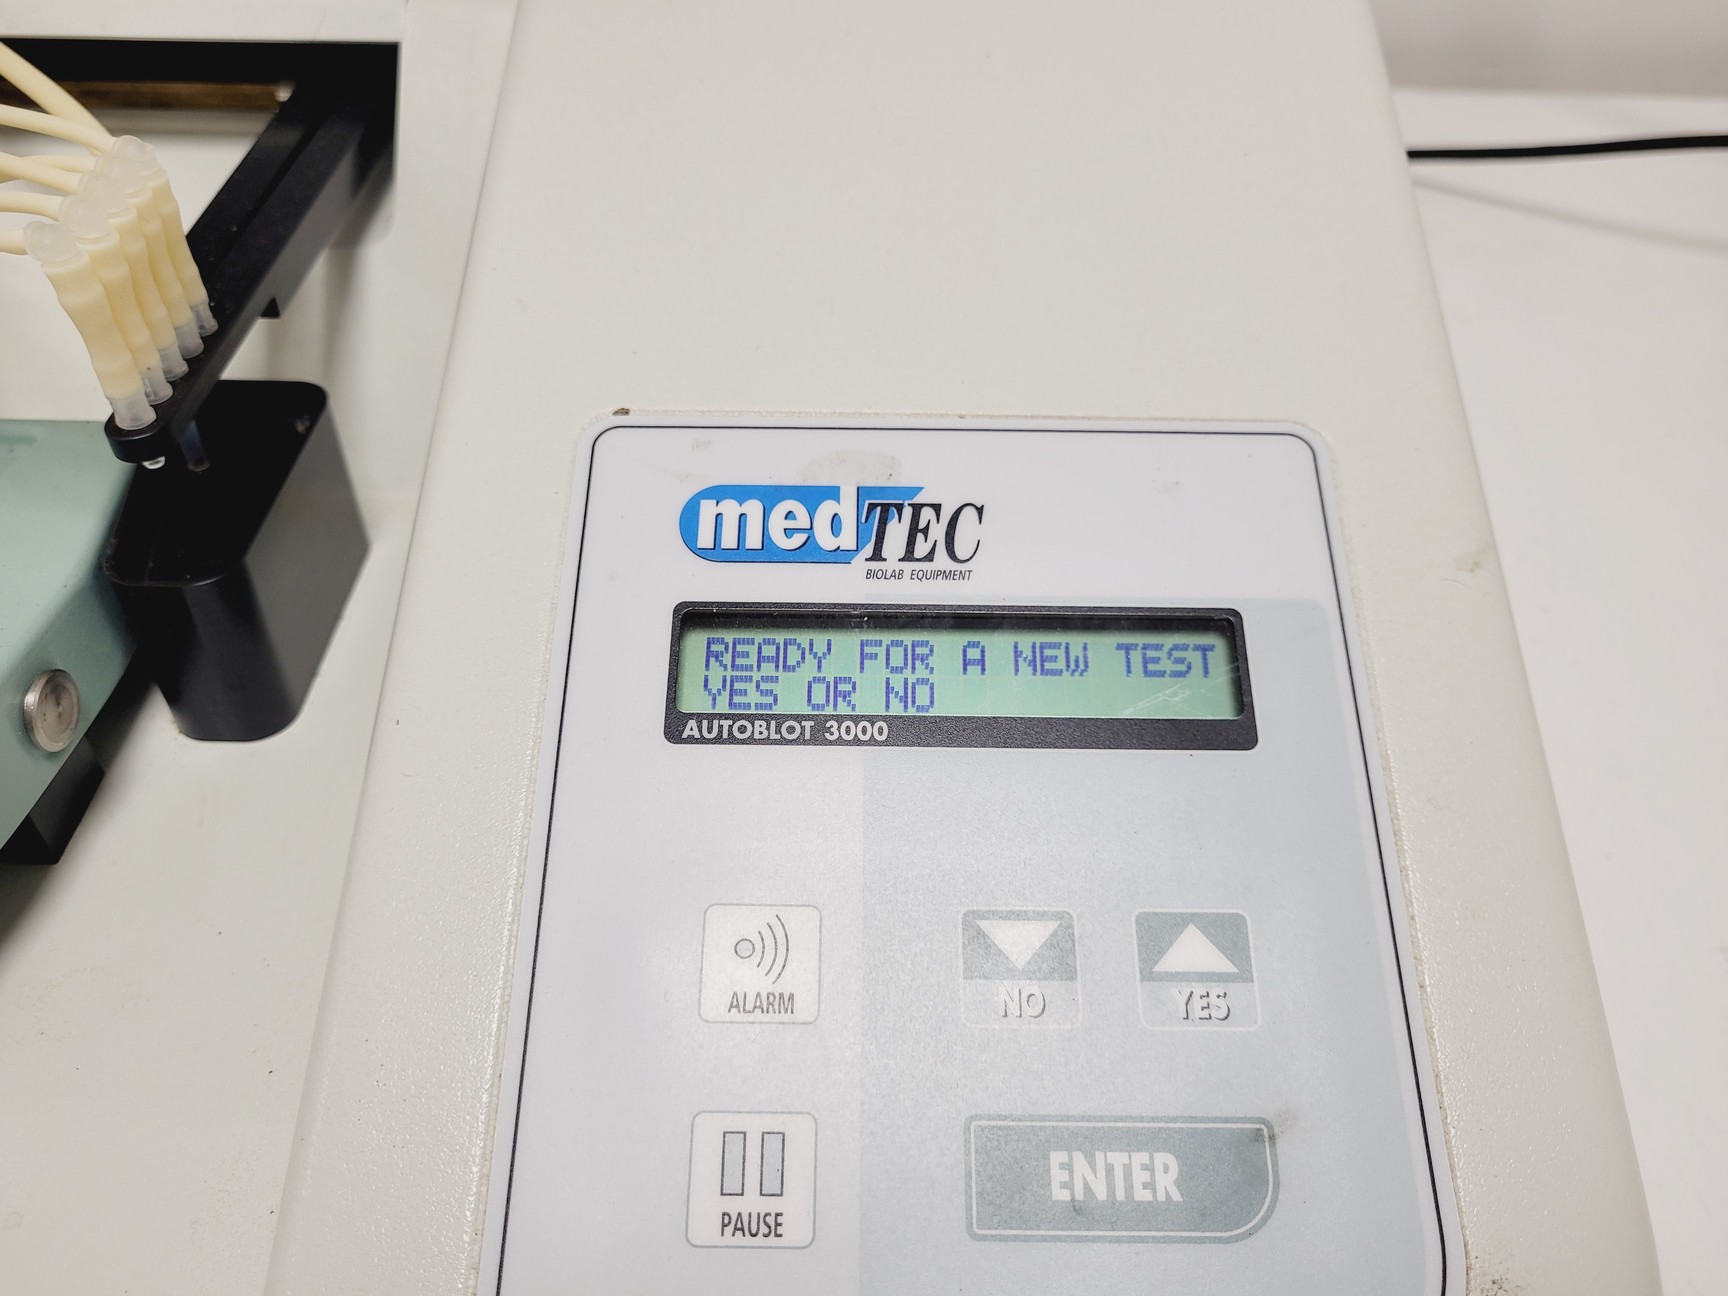 medTEC
BIOLAB EQUIPMENT
READY FOR A NEW TEST
YES OR NO
AUTOBLOT 3000
ALARM
NO
YES
PAUSE
ENTER